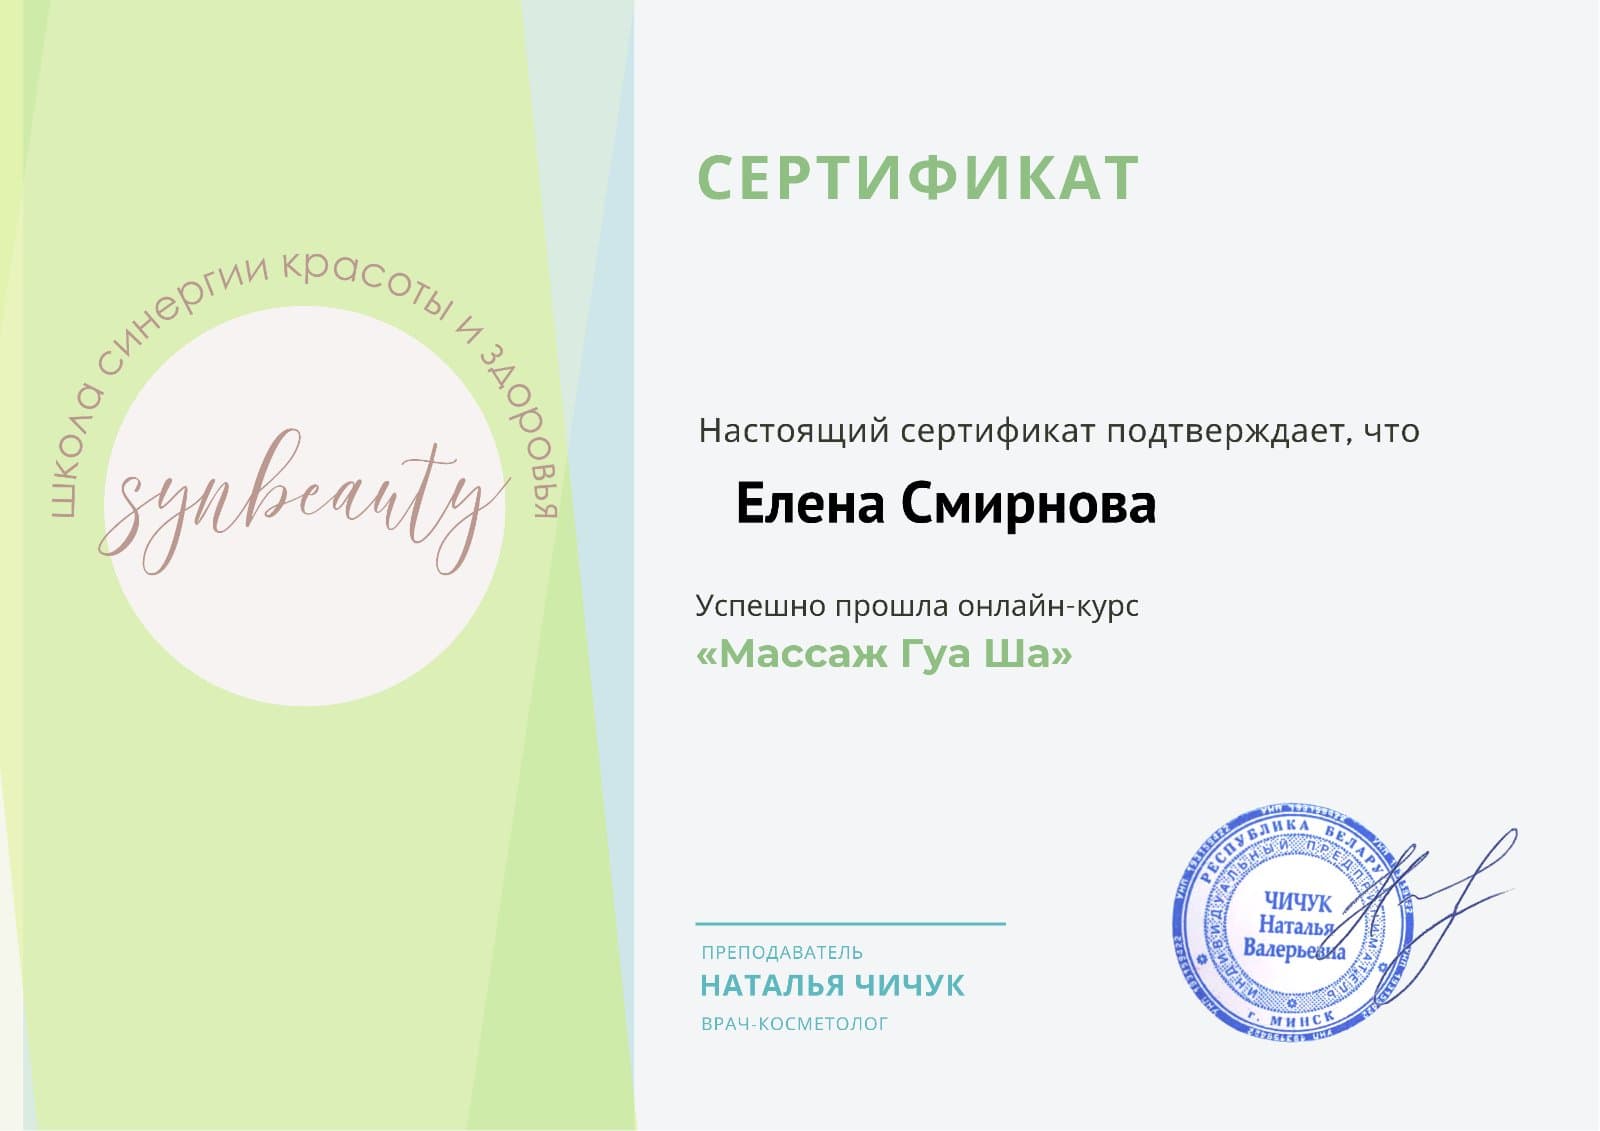 школа синергии красоты и здоровья
synbeauty
СЕРТИФИКАТ
Настоящий сертификат подтверждает, что
Елена Смирнова
Успешно прошла онлайн-курс
«Массаж Гуа Ша»
ПРЕПОДАВАТЕЛЬ
НАТАЛЬЯ ЧИЧУК
ВРАЧ-КОСМЕТОЛОГ
РЕСПУБЛИКА БЕЛАРУСЬ
ИНДИВИДУАЛЬНЫЙ ПРЕДПРИНИМАТЕЛЬ
ЧИЧУК
Наталья
Валерьевна
г. МИНСК